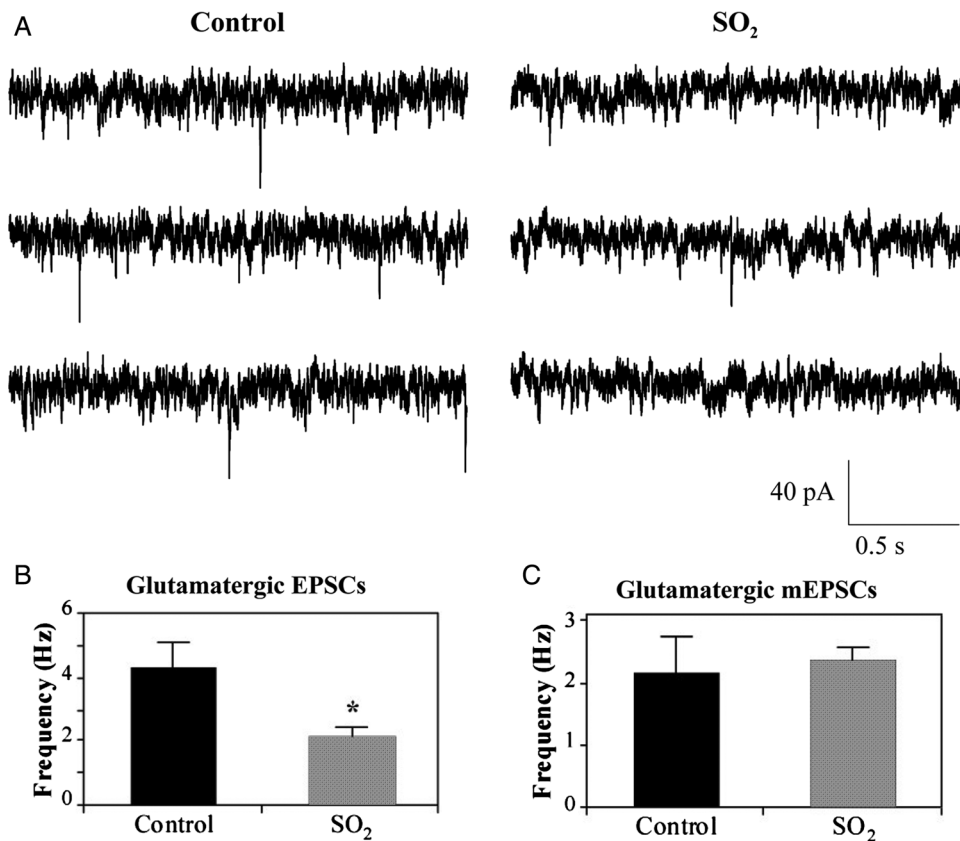 A
Control
SO₂
40 pA
0.5 s
B
Glutamatergic EPSCs
Frequency (Hz)
6
4
2
0
*
Control
SO₂
C
Glutamatergic mEPSCs
Frequency (Hz)
3
2
1
0
Control
SO₂